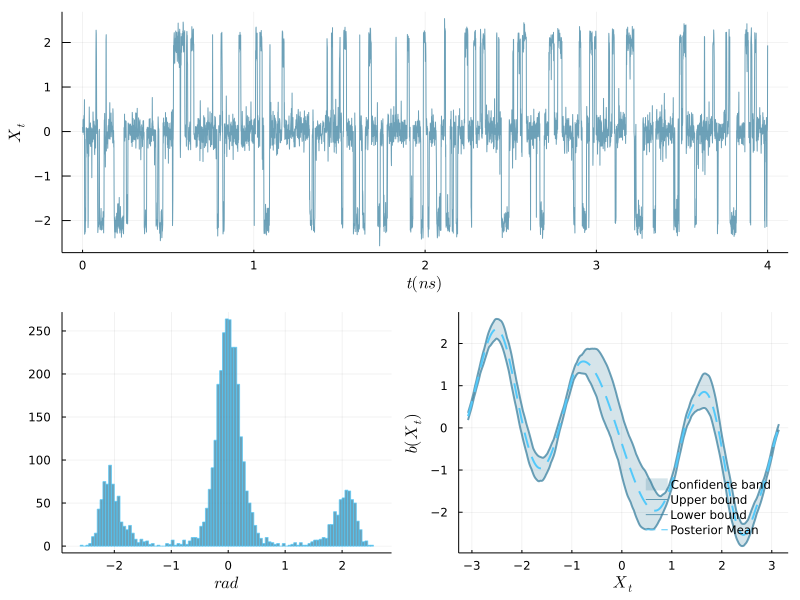 2
1
0
−1
−2
X_t
0 1 2 3 4
t(ns)
250
200
150
100
50
0
−2 −1 0 1 2
rad
2
1
0
−1
−2
b(X_t)
Confidence band
Upper bound
Lower bound
Posterior Mean
−3 −2 −1 0 1 2 3
X_t